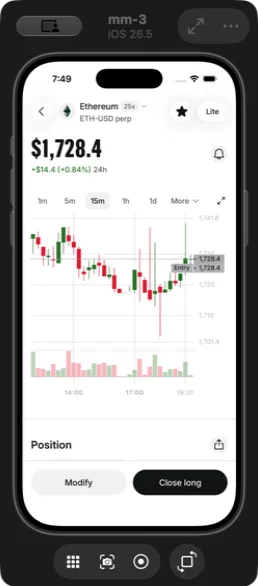 mm-3
iOS 26.5
7:49
Ethereum 25x
ETH-USD perp
Lite
$1,728.4
+$14.4 (+0.84%) 24h
1m 5m 15m 1h 1d More
1,741.6
1,728.4
Entry 1,728.4
1,720
1,710
1,701.4
14:00 17:00 19:30
Position
Modify Close long